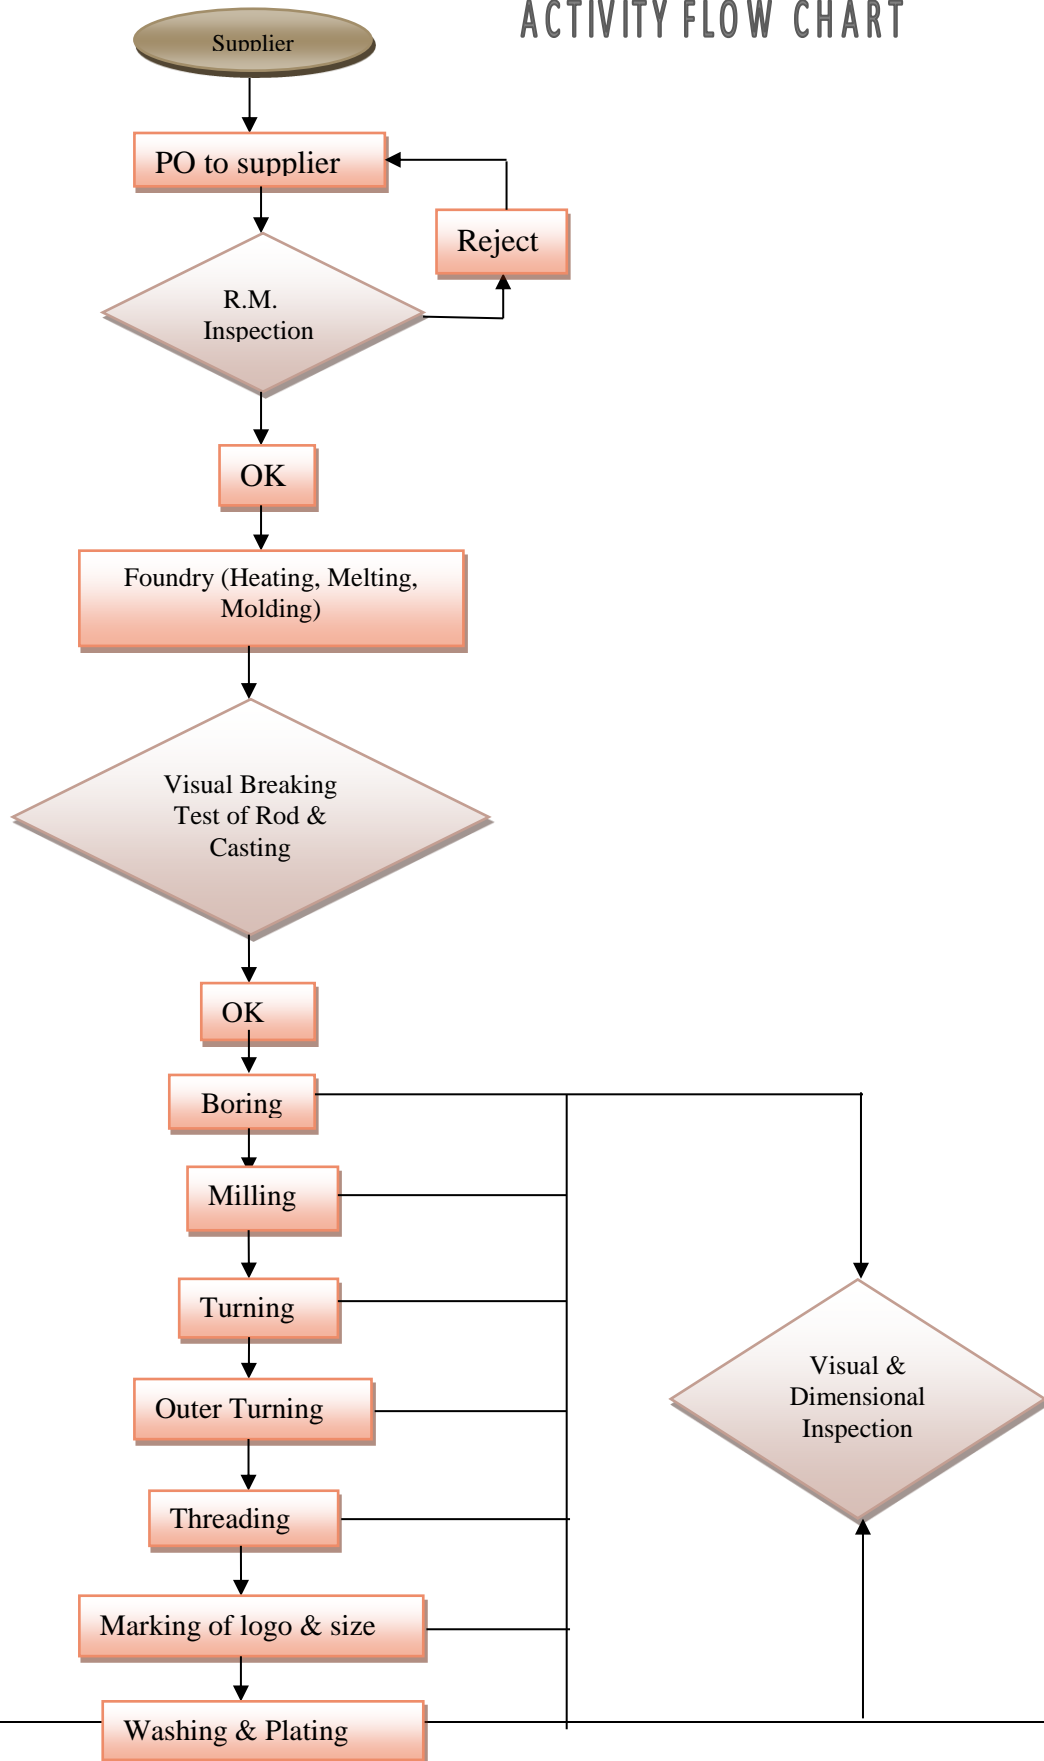 ACTIVITY FLOW CHART
Supplier
PO to supplier
Reject
R.M.
Inspection
OK
Foundry (Heating, Melting,
Molding)
Visual Breaking
Test of Rod &
Casting
OK
Boring
Milling
Turning
Visual &
Dimensional
Inspection
Outer Turning
Threading
Marking of logo & size
Washing & Plating